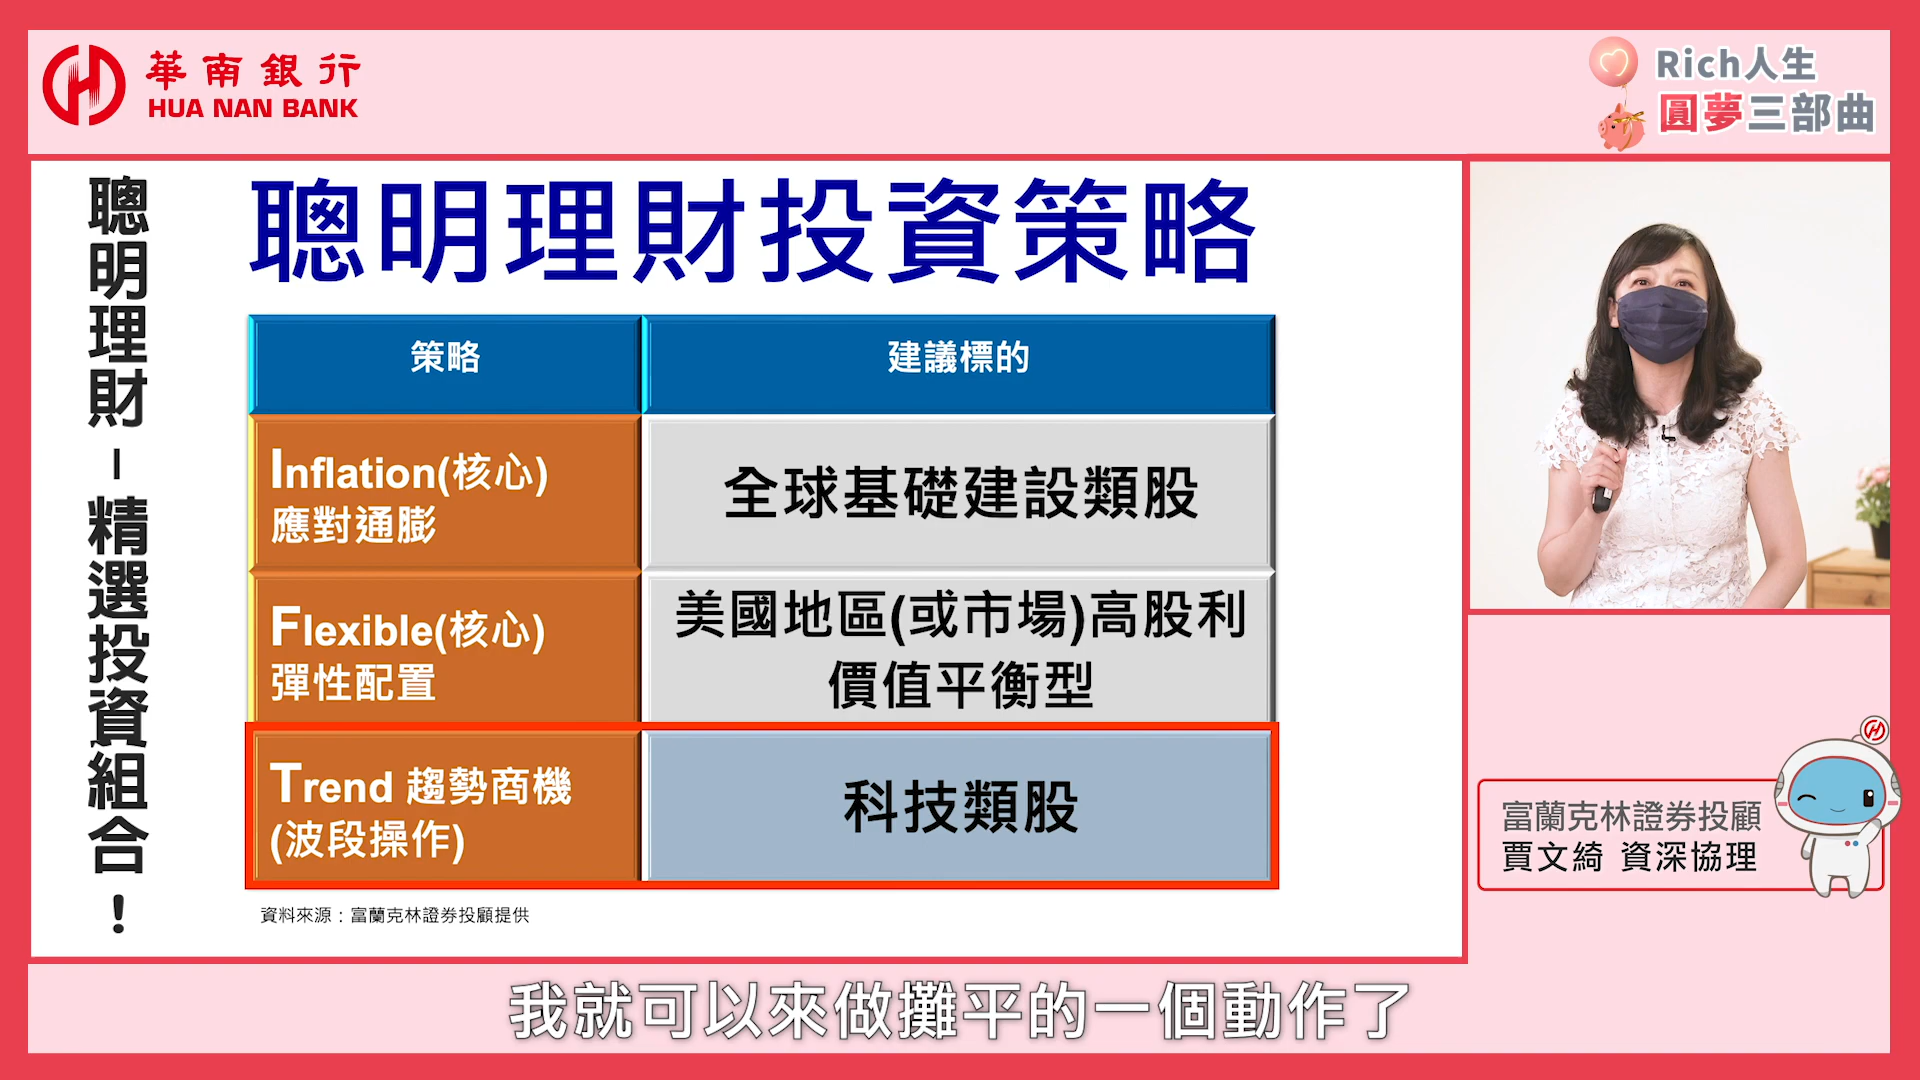 華南銀行
HUA NAN BANK
Rich人生
圓夢三部曲
聰明理財-精選投資組合!
聰明理財投資策略
策略
建議標的
Inflation(核心)
應對通膨
全球基礎建設類股
Flexible(核心)
彈性配置
美國地區(或市場)高股利
價值平衡型
Trend 趨勢商機
(波段操作)
科技類股
資料來源：富蘭克林證券投顧提供
富蘭克林證券投顧
賈文綺 資深協理
我就可以來做攤平的一個動作了